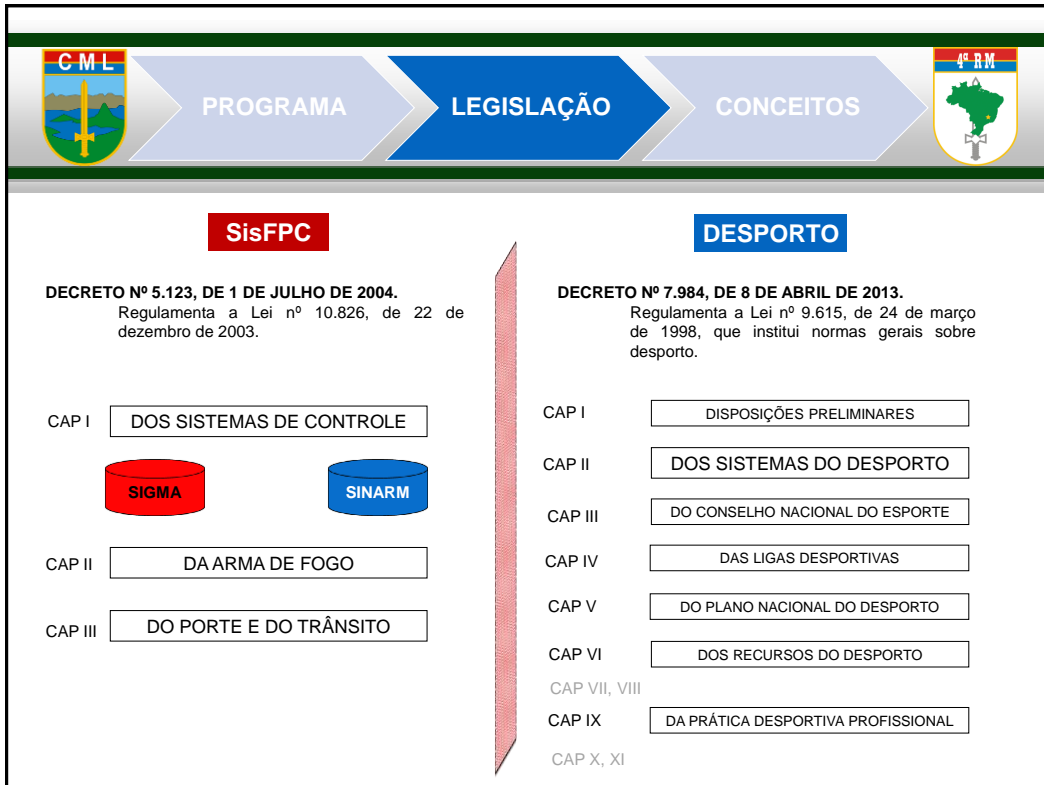 CML
PROGRAMA
LEGISLAÇÃO
CONCEITOS
4ª RM
SisFPC
DECRETO Nº 5.123, DE 1 DE JULHO DE 2004.
Regulamenta a Lei nº 10.826, de 22 de
dezembro de 2003.
CAP I
DOS SISTEMAS DE CONTROLE
SIGMA
SINARM
CAP II
DA ARMA DE FOGO
CAP III
DO PORTE E DO TRÂNSITO
DESPORTO
DECRETO Nº 7.984, DE 8 DE ABRIL DE 2013.
Regulamenta a Lei nº 9.615, de 24 de março
de 1998, que institui normas gerais sobre
desporto.
CAP I
DISPOSIÇÕES PRELIMINARES
CAP II
DOS SISTEMAS DO DESPORTO
CAP III
DO CONSELHO NACIONAL DO ESPORTE
CAP IV
DAS LIGAS DESPORTIVAS
CAP V
DO PLANO NACIONAL DO DESPORTO
CAP VI
DOS RECURSOS DO DESPORTO
CAP VII, VIII
CAP IX
DA PRÁTICA DESPORTIVA PROFISSIONAL
CAP X, XI